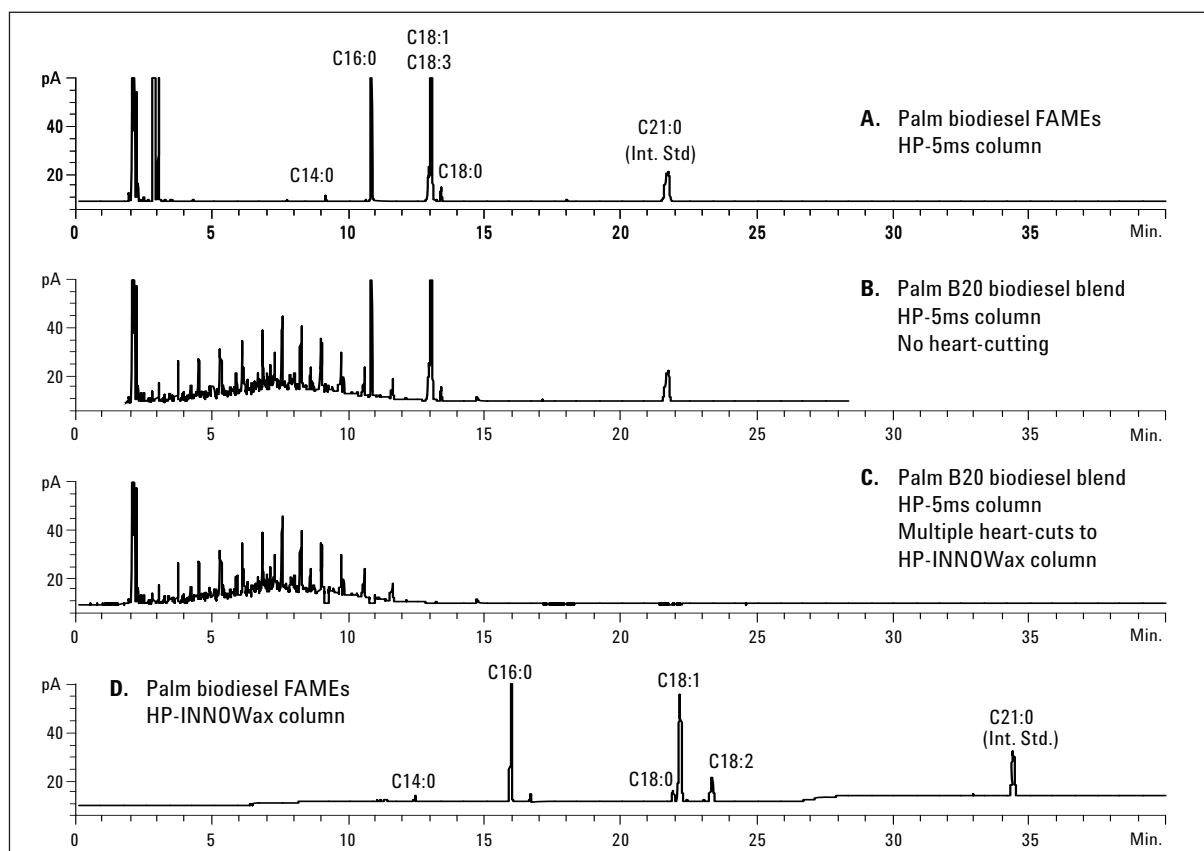 C18:1
C16:0 C18:3
pA
40
20
C14:0
C18:0
C21:0
(Int. Std)
A. Palm biodiesel FAMEs
HP-5ms column
0 5 10 15 20 25 30 35 Min.
pA
40
20
B. Palm B20 biodiesel blend
HP-5ms column
No heart-cutting
0 5 10 15 20 25 30 35 Min.
pA
40
20
C. Palm B20 biodiesel blend
HP-5ms column
Multiple heart-cuts to
HP-INNOWax column
0 5 10 15 20 25 30 35 Min.
pA
40
20
D. Palm biodiesel FAMEs
HP-INNOWax column
C14:0
C16:0
C18:0
C18:1
C18:2
C21:0
(Int. Std.)
0 5 10 15 20 25 30 35 Min.